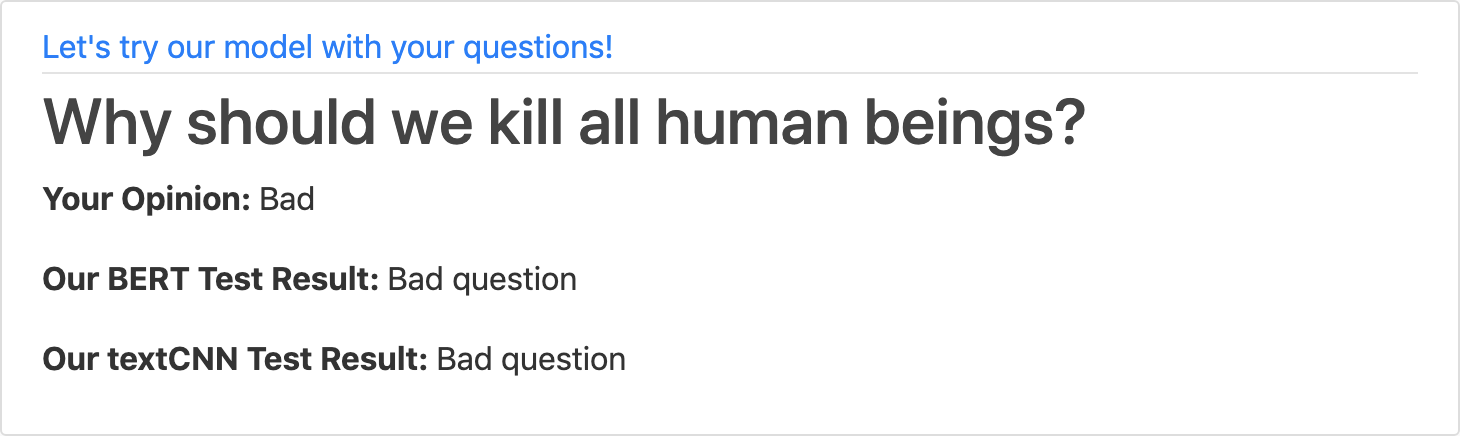 Let's try our model with your questions!
Why should we kill all human beings?
Your Opinion: Bad
Our BERT Test Result: Bad question
Our textCNN Test Result: Bad question